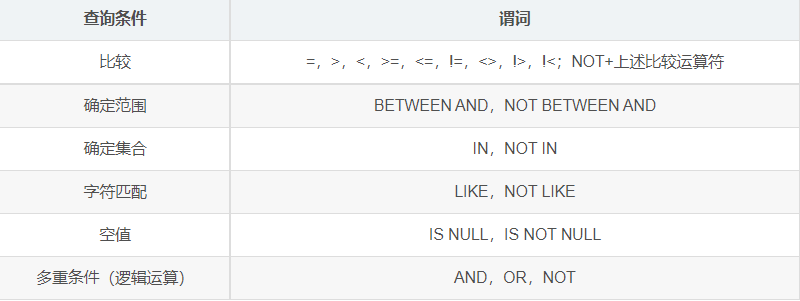 查询条件 谓词
比较 =，>，<，>=，<=，!=，<>，!>，!<；NOT+上述比较运算符
确定范围 BETWEEN AND，NOT BETWEEN AND
确定集合 IN，NOT IN
字符匹配 LIKE，NOT LIKE
空值 IS NULL，IS NOT NULL
多重条件（逻辑运算） AND，OR，NOT